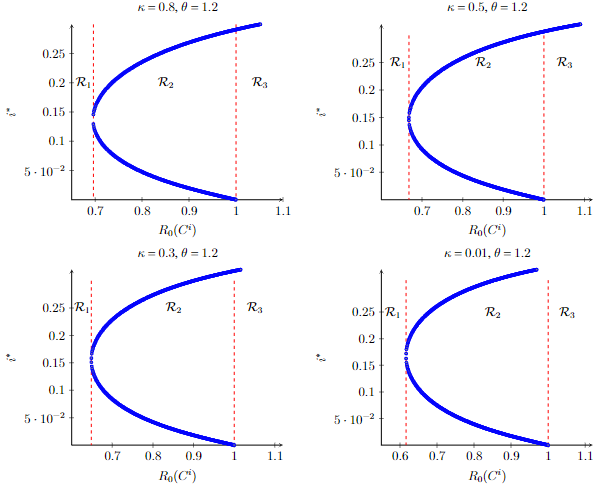 κ = 0.8, θ = 1.2
0.25
0.2
0.15
0.1
5 · 10⁻²
i*
R₁
R₂
R₃
0.7 0.8 0.9 1 1.1
R₀(Cⁱ)
κ = 0.5, θ = 1.2
0.25
0.2
0.15
0.1
5 · 10⁻²
i*
R₁
R₂
R₃
0.7 0.8 0.9 1 1.1
R₀(Cⁱ)
κ = 0.3, θ = 1.2
0.25
0.2
0.15
0.1
5 · 10⁻²
i*
R₁
R₂
R₃
0.7 0.8 0.9 1 1.1
R₀(Cⁱ)
κ = 0.01, θ = 1.2
0.25
0.2
0.15
0.1
5 · 10⁻²
i*
R₁
R₂
R₃
0.6 0.7 0.8 0.9 1 1.1
R₀(Cⁱ)